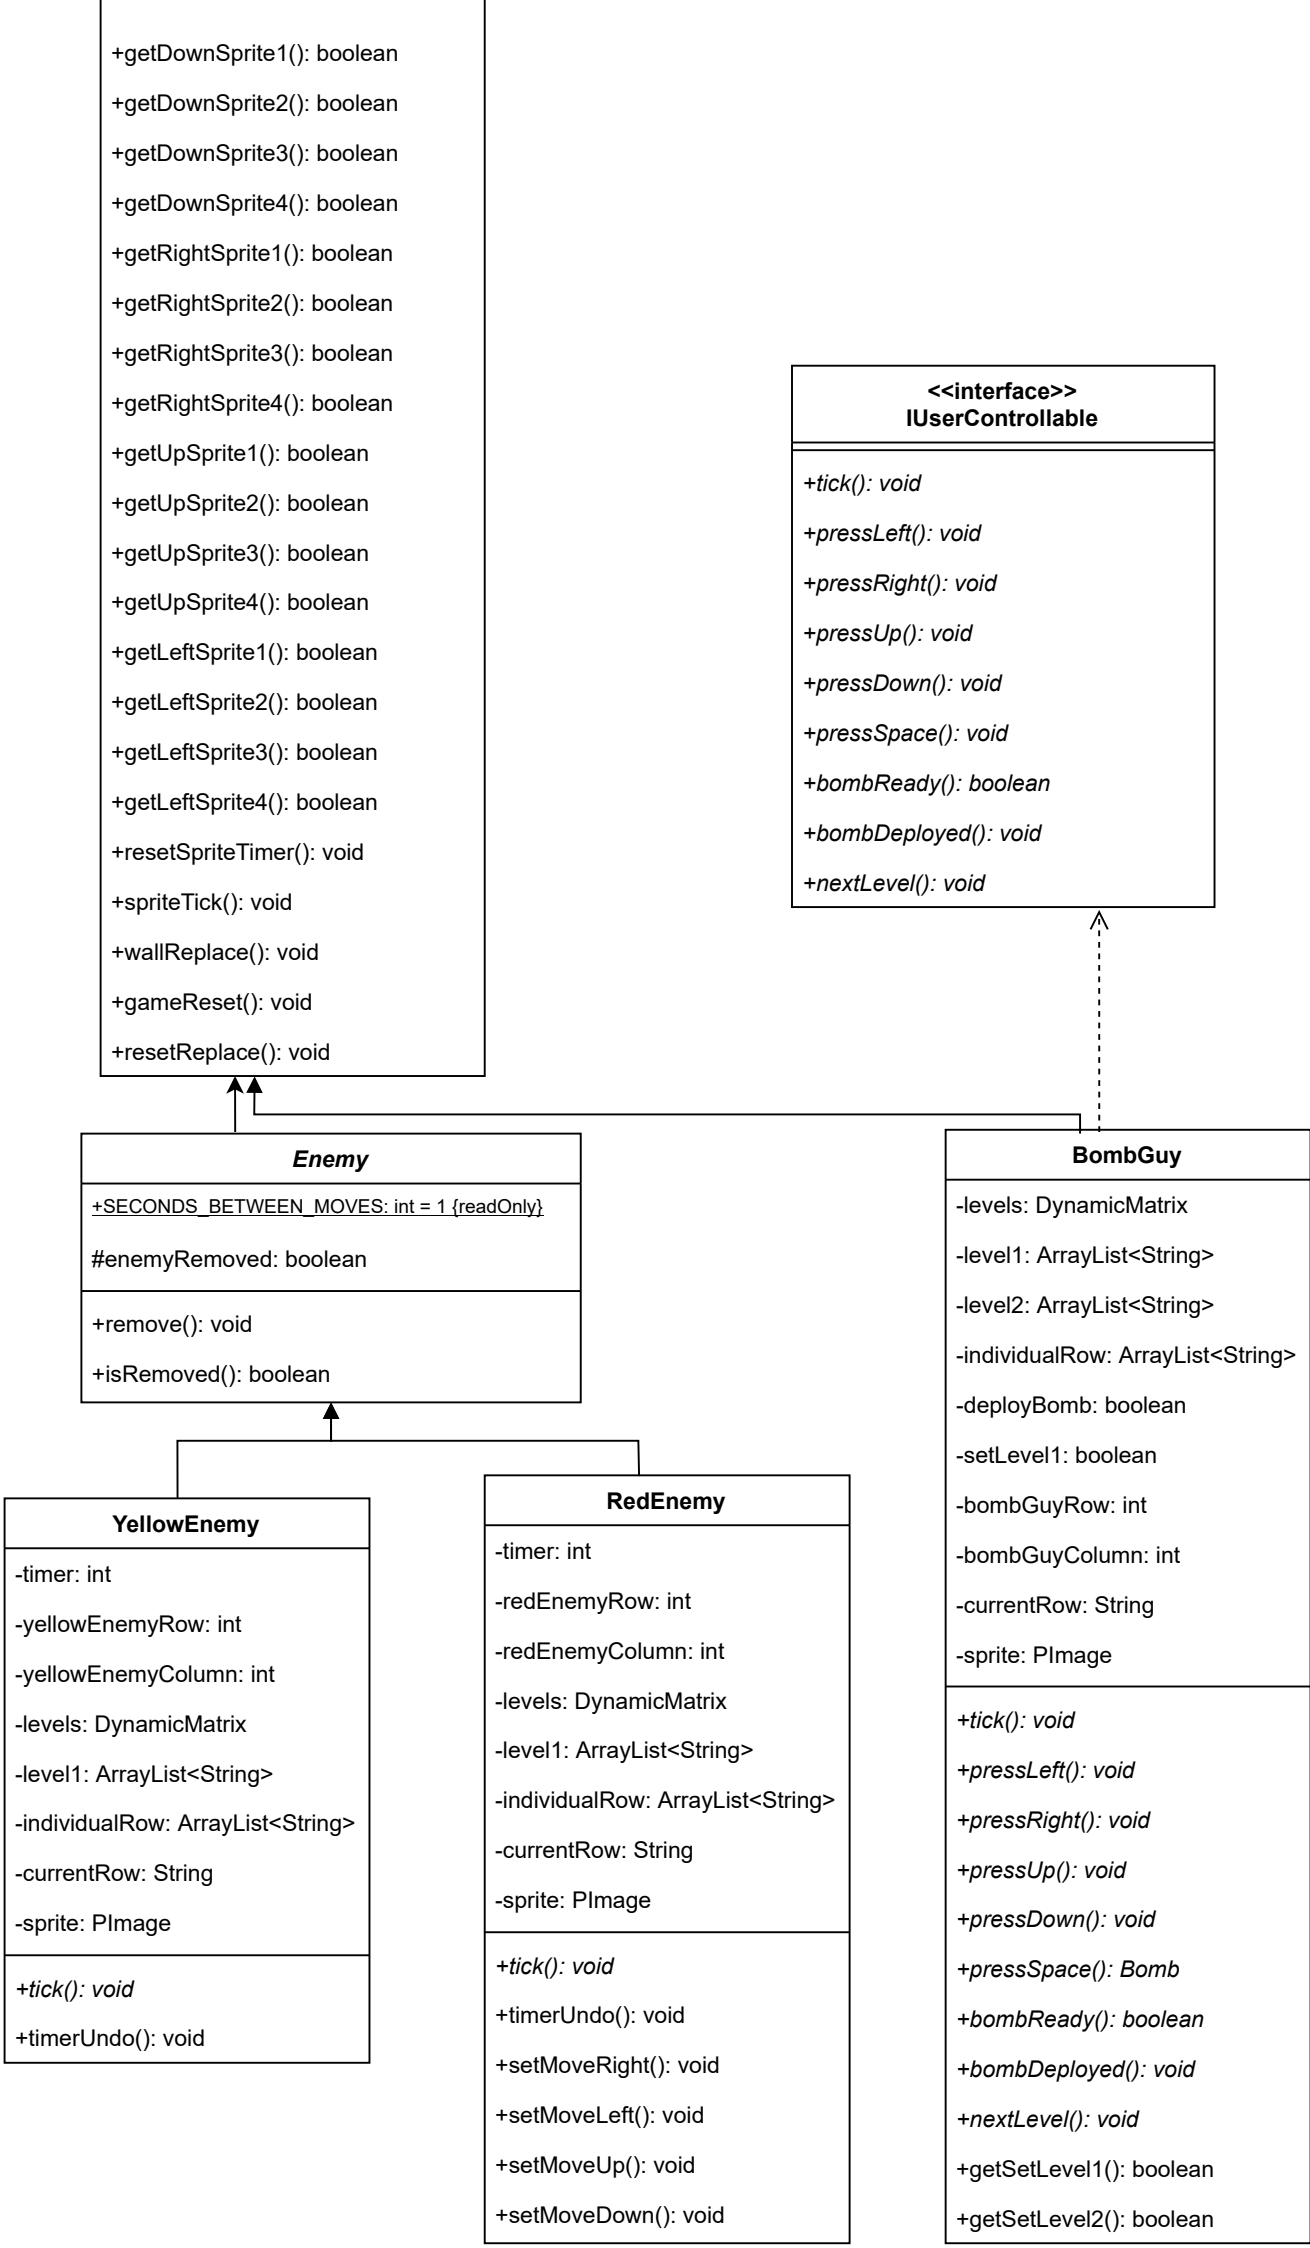 +getDownSprite1(): boolean
+getDownSprite2(): boolean
+getDownSprite3(): boolean
+getDownSprite4(): boolean
+getRightSprite1(): boolean
+getRightSprite2(): boolean
+getRightSprite3(): boolean
+getRightSprite4(): boolean
+getUpSprite1(): boolean
+getUpSprite2(): boolean
+getUpSprite3(): boolean
+getUpSprite4(): boolean
+getLeftSprite1(): boolean
+getLeftSprite2(): boolean
+getLeftSprite3(): boolean
+getLeftSprite4(): boolean
+resetSpriteTimer(): void
+spriteTick(): void
+wallReplace(): void
+gameReset(): void
+resetReplace(): void
<<interface>>
IUserControllable
+tick(): void
+pressLeft(): void
+pressRight(): void
+pressUp(): void
+pressDown(): void
+pressSpace(): void
+bombReady(): boolean
+bombDeployed(): void
+nextLevel(): void
Enemy
+SECONDS_BETWEEN_MOVES: int = 1 {readOnly}
#enemyRemoved: boolean
+remove(): void
+isRemoved(): boolean
YellowEnemy
-timer: int
-yellowEnemyRow: int
-yellowEnemyColumn: int
-levels: DynamicMatrix
-level1: ArrayList<String>
-individualRow: ArrayList<String>
-currentRow: String
-sprite: PImage
+tick(): void
+timerUndo(): void
RedEnemy
-timer: int
-redEnemyRow: int
-redEnemyColumn: int
-levels: DynamicMatrix
-level1: ArrayList<String>
-individualRow: ArrayList<String>
-currentRow: String
-sprite: PImage
+tick(): void
+timerUndo(): void
+setMoveRight(): void
+setMoveLeft(): void
+setMoveUp(): void
+setMoveDown(): void
BombGuy
-levels: DynamicMatrix
-level1: ArrayList<String>
-level2: ArrayList<String>
-individualRow: ArrayList<String>
-deployBomb: boolean
-setLevel1: boolean
-bombGuyRow: int
-bombGuyColumn: int
-currentRow: String
-sprite: PImage
+tick(): void
+pressLeft(): void
+pressRight(): void
+pressUp(): void
+pressDown(): void
+pressSpace(): Bomb
+bombReady(): boolean
+bombDeployed(): void
+nextLevel(): void
+getSetLevel1(): boolean
+getSetLevel2(): boolean